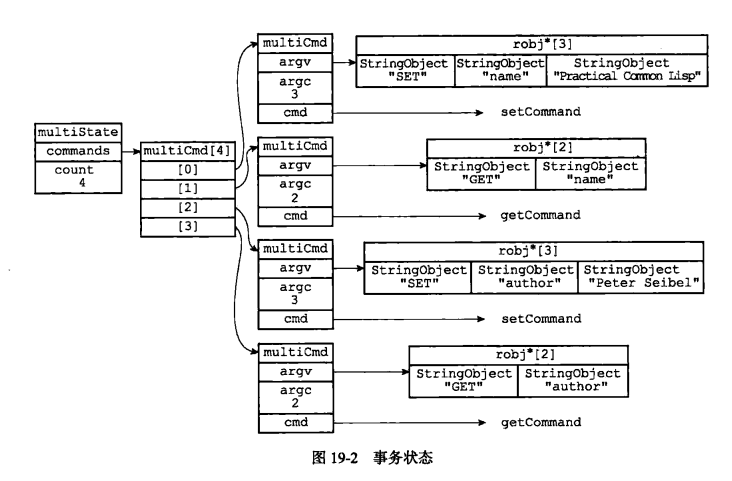 multiState
commands
count
4
multiCmd[4]
[0]
[1]
[2]
[3]
multiCmd
argv
argc
3
cmd
robj*[3]
StringObject
"SET"
StringObject
"name"
StringObject
"Practical Common Lisp"
setCommand
multiCmd
argv
argc
2
cmd
robj*[2]
StringObject
"GET"
StringObject
"name"
getCommand
multiCmd
argv
argc
3
cmd
robj*[3]
StringObject
"SET"
StringObject
"author"
StringObject
"Peter Seibel"
setCommand
multiCmd
argv
argc
2
cmd
robj*[2]
StringObject
"GET"
StringObject
"author"
getCommand
图 19-2 事务状态